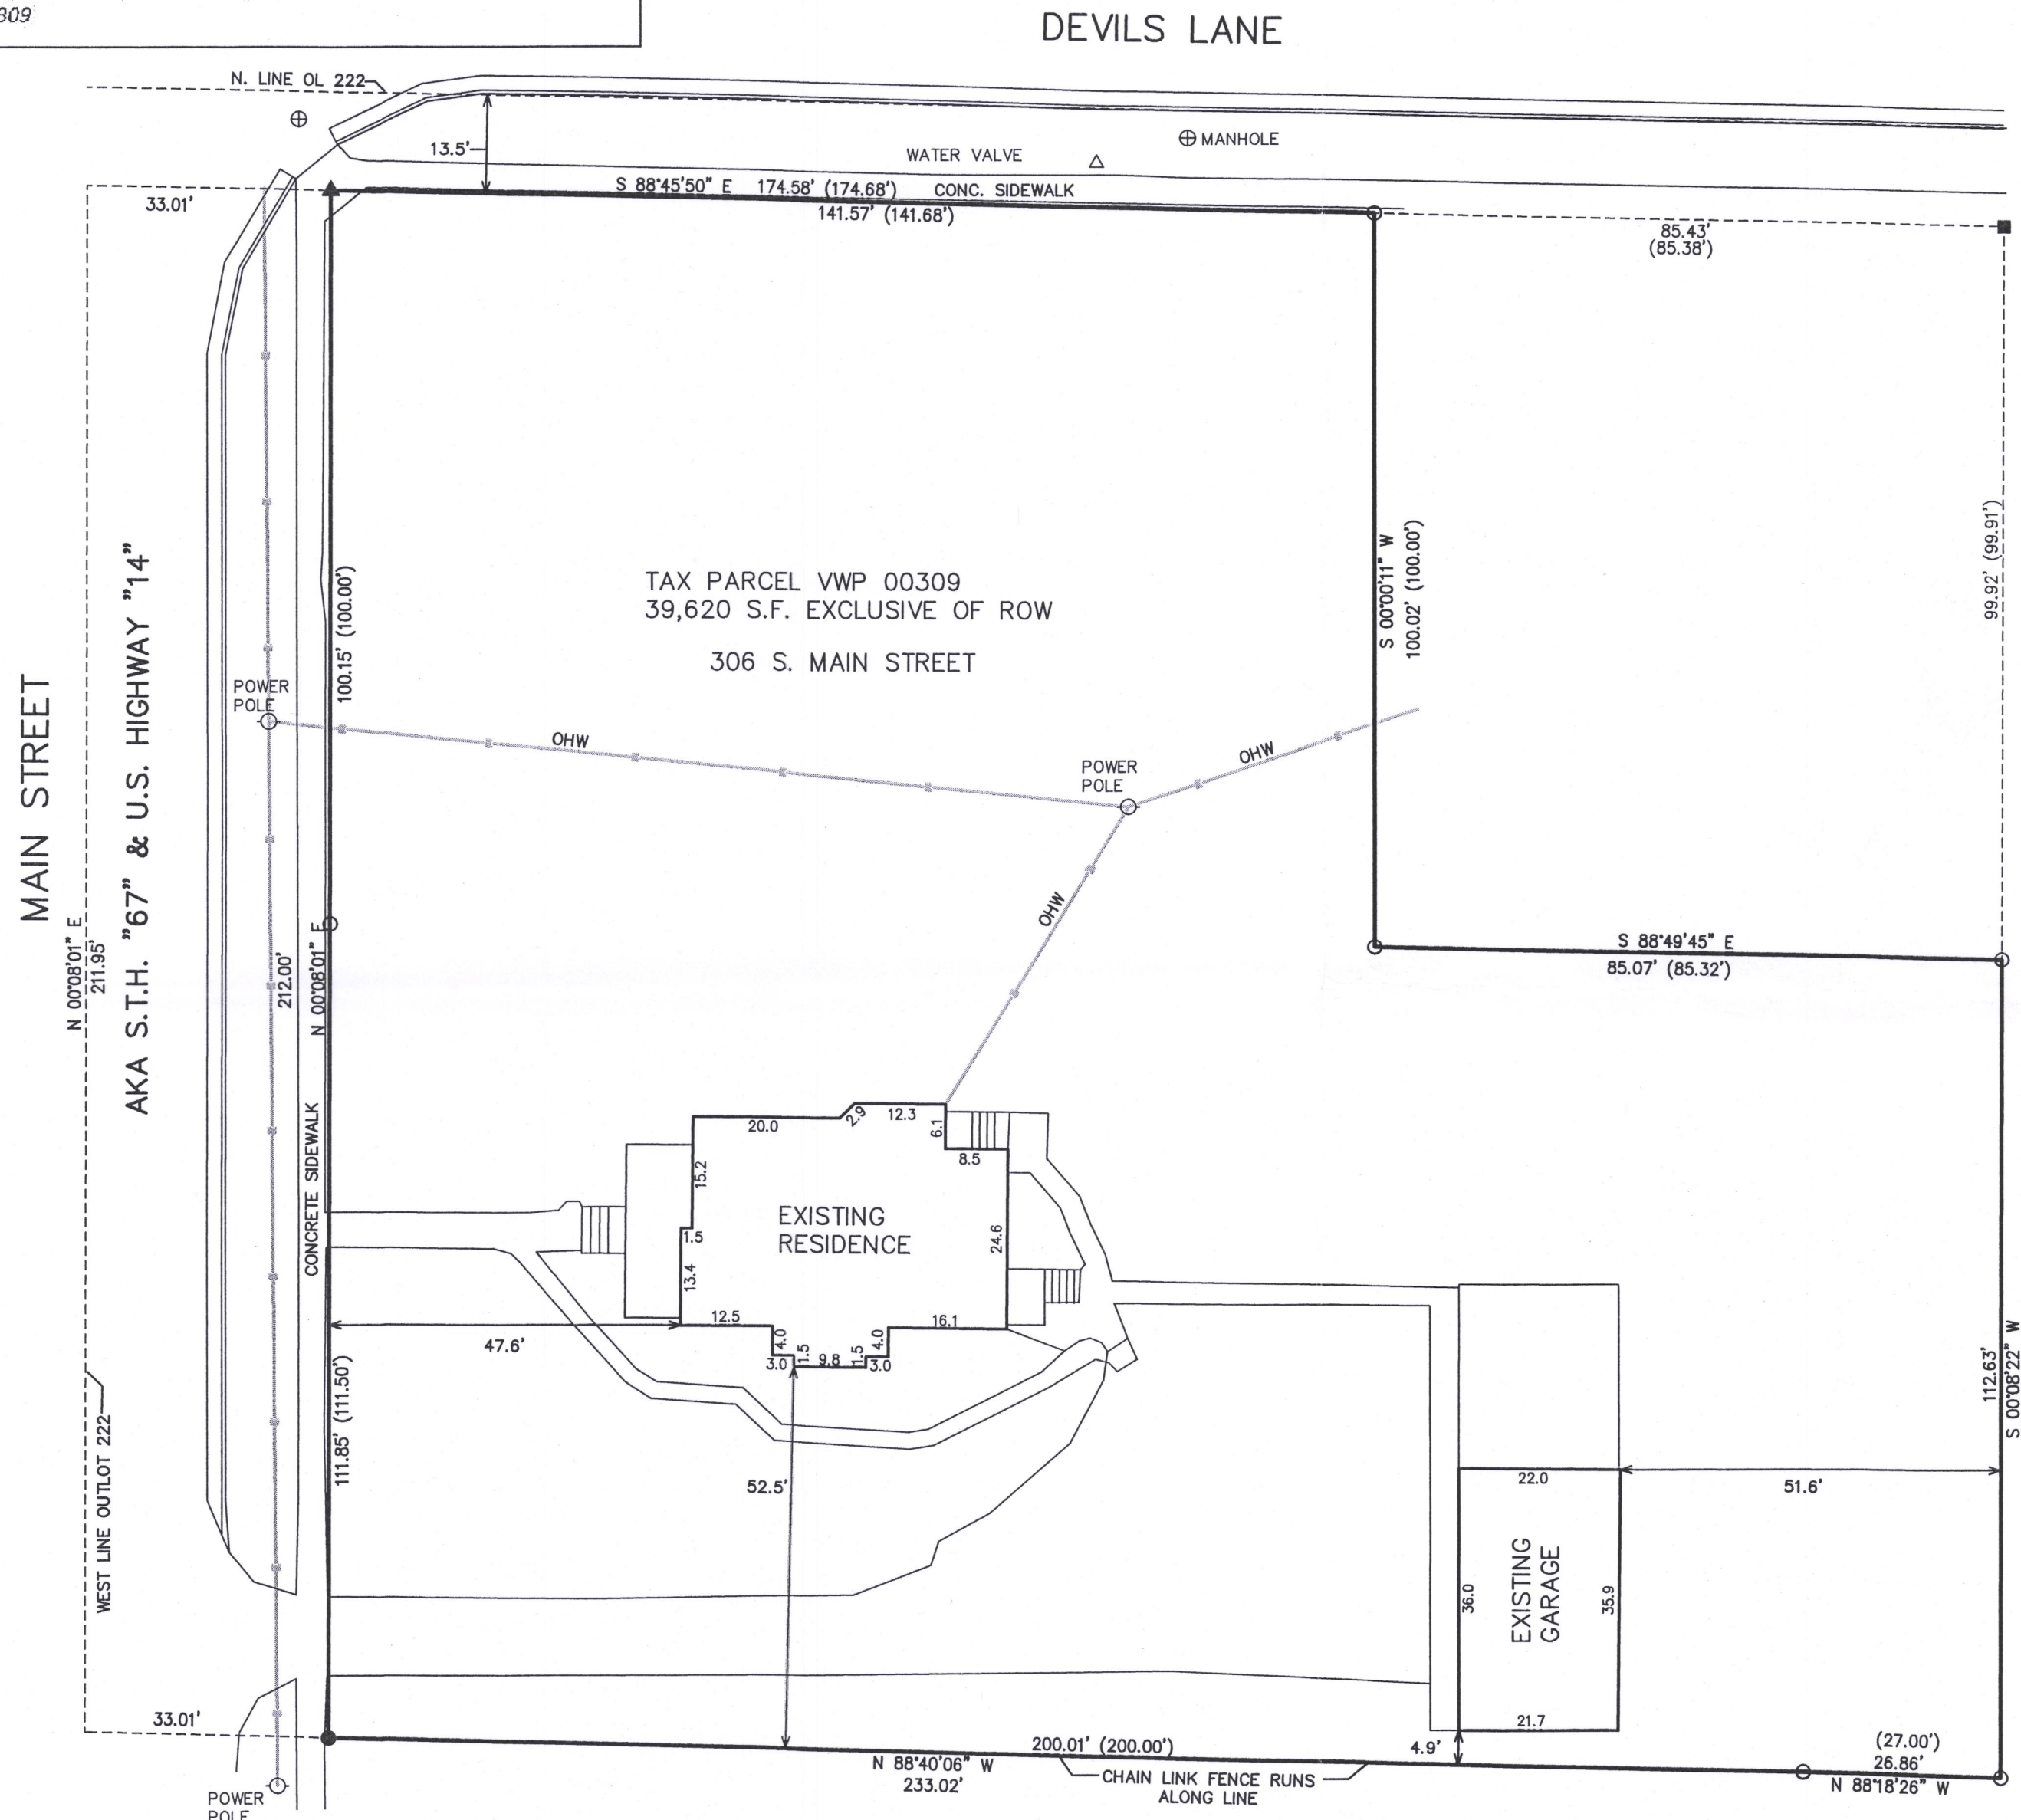 309
DEVILS LANE
N. LINE OL 222
13.5'
WATER VALVE
MANHOLE
33.01'
S 88°45'50" E 174.58' (174.68') CONC. SIDEWALK
141.57' (141.68')
85.43'
(85.38')
MAIN STREET
AKA S.T.H. "67" & U.S. HIGHWAY "14"
N 00°08'01" E
211.95'
100.15' (100.00')
TAX PARCEL VWP 00309
39,620 S.F. EXCLUSIVE OF ROW
306 S. MAIN STREET
S 00°00'11" W
100.02' (100.00')
99.92' (99.91')
POWER
POLE
OHW
POWER
POLE
OHW
OHW
212.00'
N 00°08'01" E
S 88°49'45" E
85.07' (85.32')
CONCRETE SIDEWALK
20.0
2.9
12.3
6.1
8.5
15.2
1.5
13.4
EXISTING
RESIDENCE
24.6
12.5
4.0
3.0
1.5
9.8
1.5
3.0
4.0
16.1
47.6'
111.85' (111.50')
52.5'
WEST LINE OUTLOT 222
112.63'
S 00°08'22" W
22.0
51.6'
36.0
EXISTING
GARAGE
35.9
21.7
4.9'
33.01'
200.01' (200.00')
N 88°40'06" W
233.02'
CHAIN LINK FENCE RUNS
ALONG LINE
(27.00')
26.86'
N 88°18'26" W
POWER
POLE